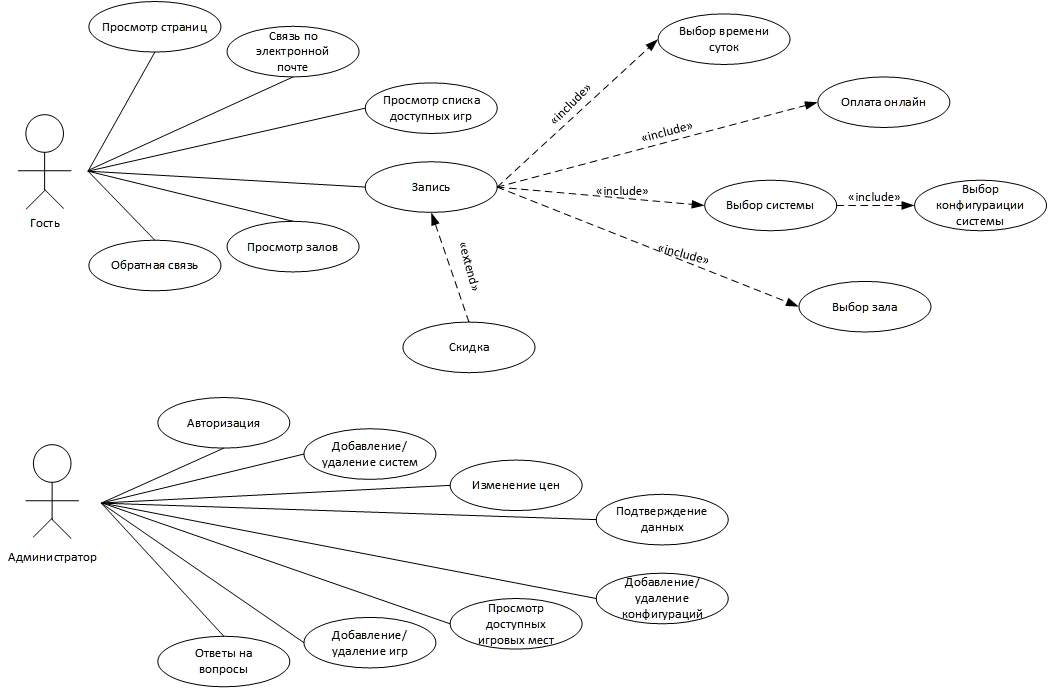 Просмотр страниц
Связь по
электронной
почте
Просмотр списка
доступных игр
Запись
Просмотр залов
Обратная связь
Гость
Скидка
«extend»
«include»
Выбор времени
суток
«include»
Оплата онлайн
«include»
Выбор системы
«include»
Выбор
конфигураиции
системы
«include»
Выбор зала
Авторизация
Добавление/
удаление систем
Изменение цен
Подтверждение
данных
Администратор
Добавление/
удаление
конфигураций
Просмотр
доступных
игровых мест
Добавление/
удаление игр
Ответы на
вопросы